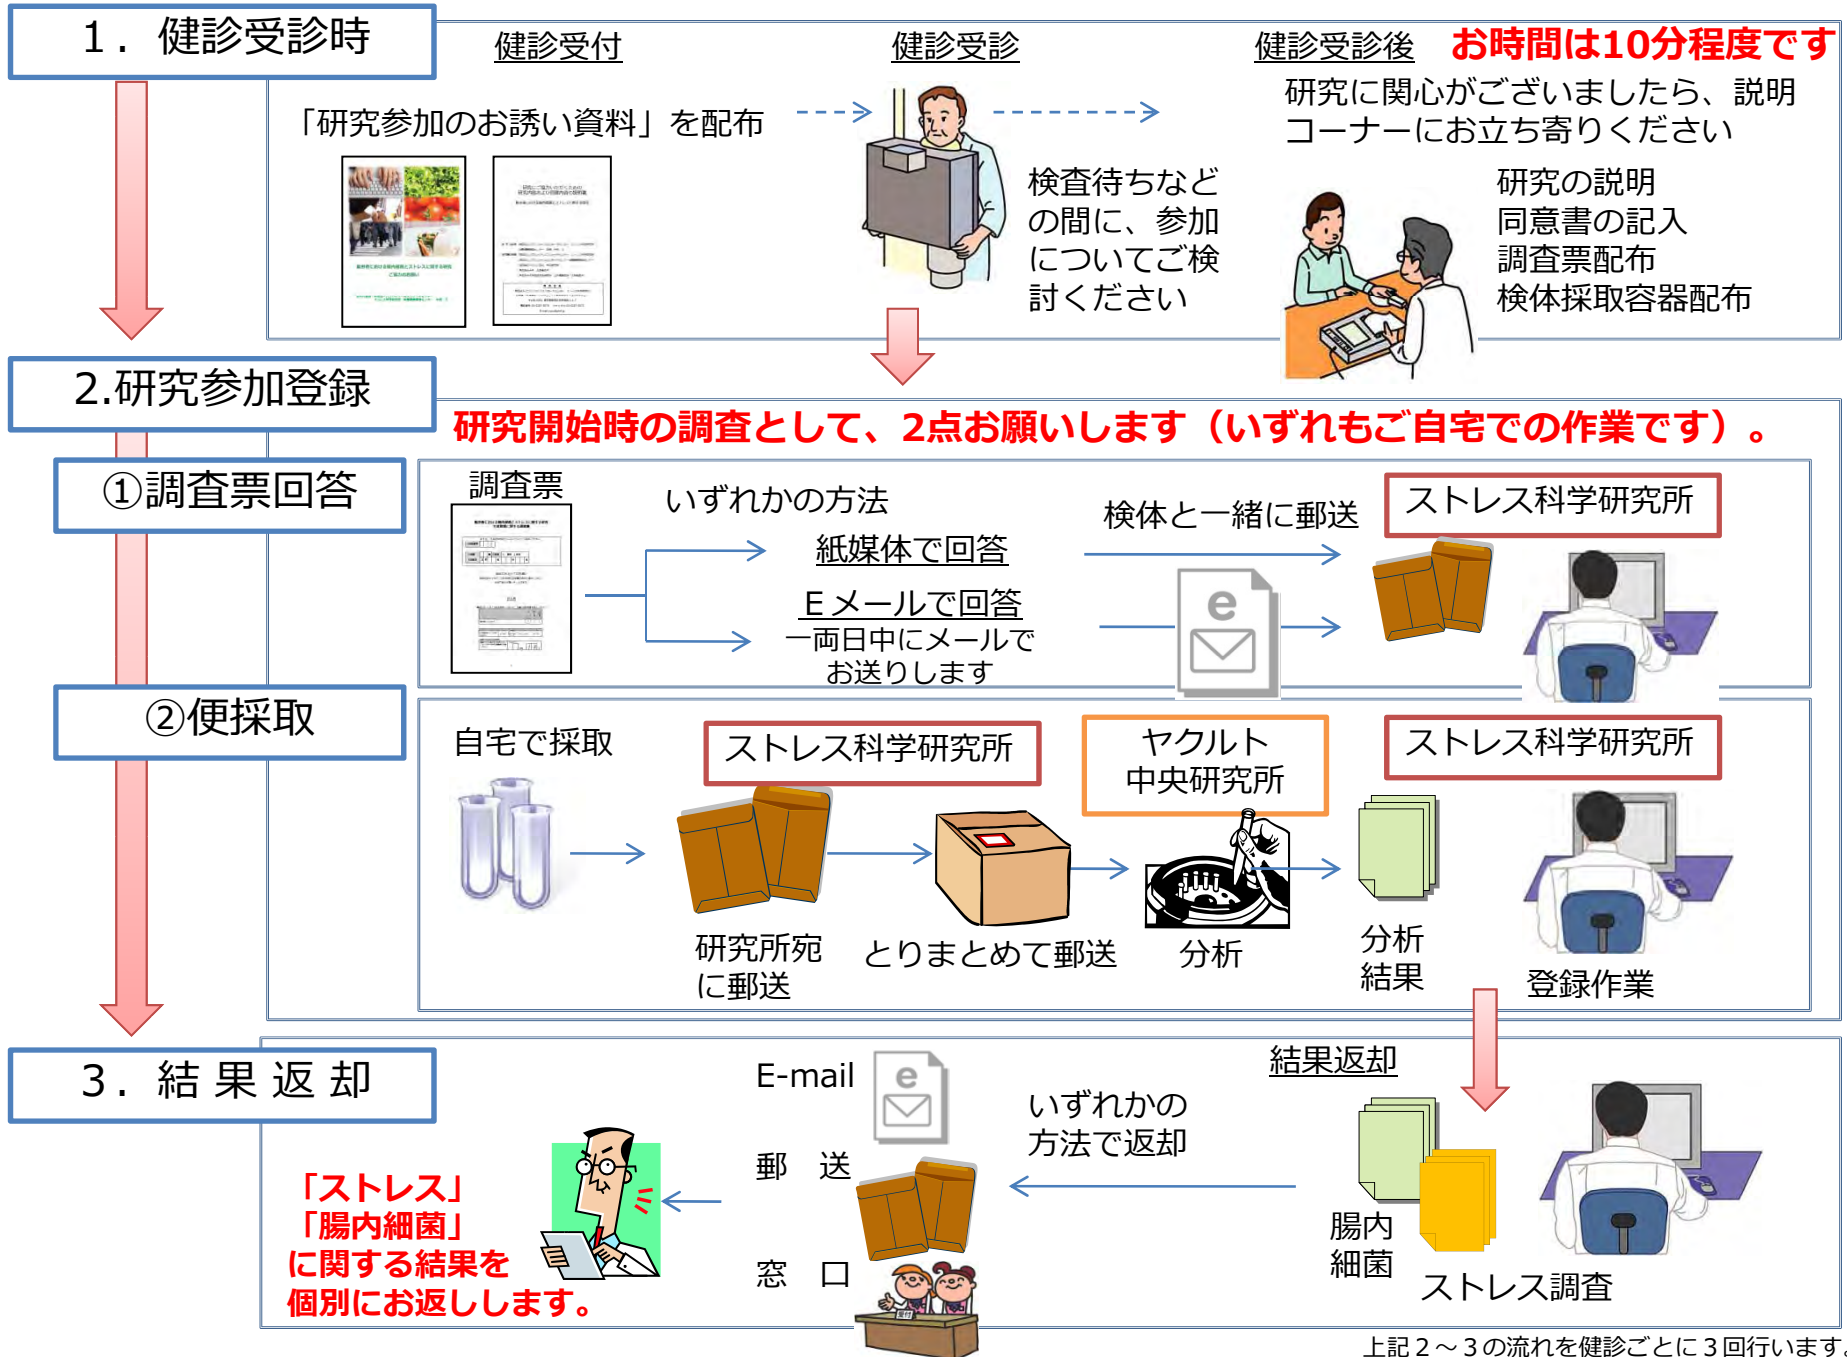 １．健診受診時
健診受付
健診受診
健診受診後
お時間は10分程度です
「研究参加のお誘い資料」を配布
検査待ちなど
の間に、参加
についてご検
討ください
研究に関心がございましたら、説明
コーナーにお立ち寄りください
研究の説明
同意書の記入
調査票配布
検体採取容器配布
2.研究参加登録
研究開始時の調査として、2点お願いします（いずれもご自宅での作業です）。
①調査票回答
調査票
いずれかの方法
紙媒体で回答
Ｅメールで回答
一両日中にメールで
お送りします
検体と一緒に郵送
e
ストレス科学研究所
②便採取
自宅で採取
ストレス科学研究所
研究所宛
に郵送
とりまとめて郵送
ヤクルト
中央研究所
分析
分析
結果
ストレス科学研究所
登録作業
３．結 果 返 却
結果返却
腸内
細菌
ストレス調査
いずれかの
方法で返却
E-mail
e
郵　送
窓　口
受付
「ストレス」
「腸内細菌」
に関する結果を
個別にお返しします。
上記２～３の流れを健診ごとに３回行います。